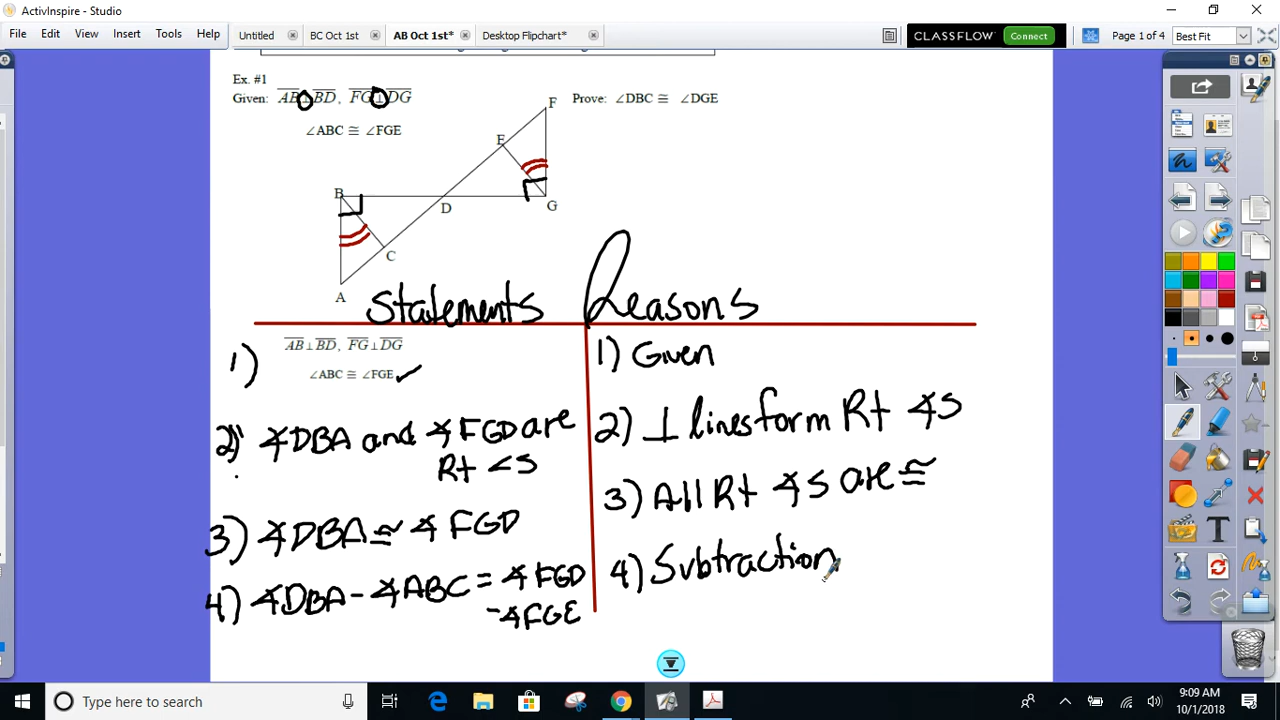 ActivInspire - Studio
File Edit View Insert Tools Help
Untitled BC Oct 1st AB Oct 1st* Desktop Flipchart*
CLASSFLOW Connect
Page 1 of 4 Best Fit
Ex. #1
Given: AB⊥BD, FG⊥DG Prove: ∠DBC ≅ ∠DGE
∠ABC ≅ ∠FGE
F
E
B
D
G
C
A
Statements Reasons
1) AB⊥BD, FG⊥DG
∠ABC ≅ ∠FGE ✓
1) Given
2) ∡DBA and ∡FGD are
Rt <S
2) ⊥ lines form Rt ∡s
3) ∡DBA ≅ ∡FGD
3) All Rt ∡s are ≅
4) ∡DBA - ∡ABC = ∡FGD
-∡FGE
4) Subtraction
Type here to search
9:09 AM
10/1/2018